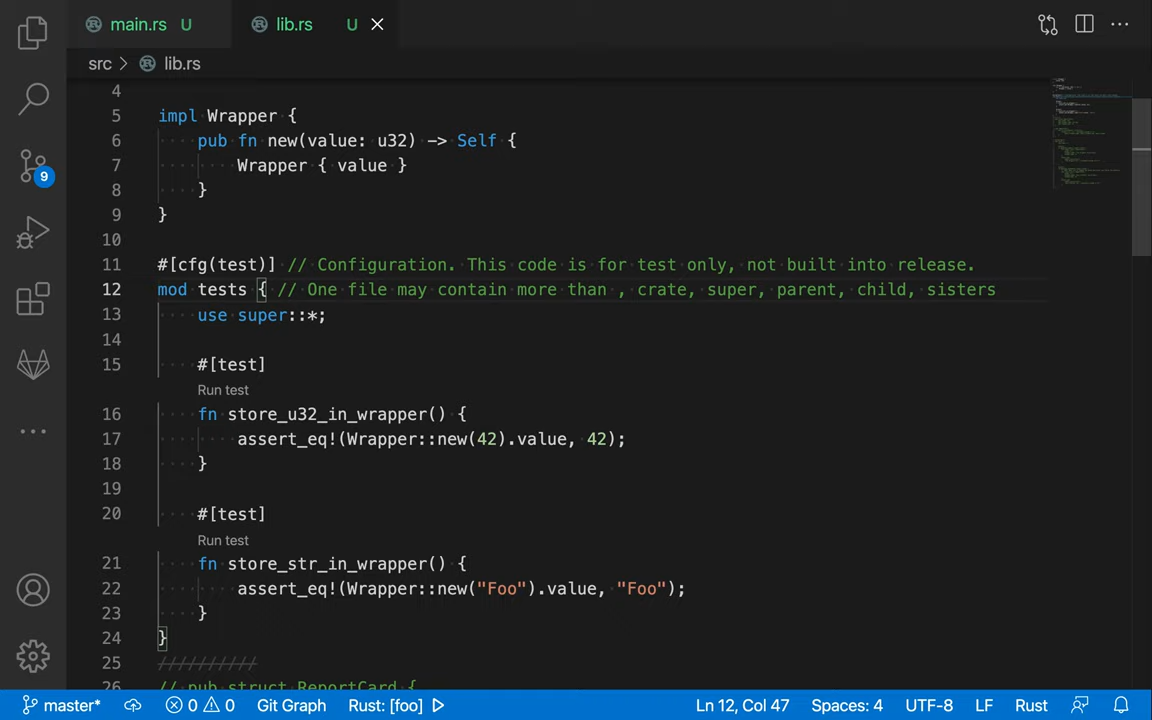 main.rs U lib.rs U
src > lib.rs
4
5 impl Wrapper {
6 pub fn new(value: u32) -> Self {
7 Wrapper { value }
8 }
9 }
10
11 #[cfg(test)] // Configuration. This code is for test only, not built into release.
12 mod tests { // One file may contain more than , crate, super, parent, child, sisters
13 use super::*;
14
15 #[test]
Run test
16 fn store_u32_in_wrapper() {
17 assert_eq!(Wrapper::new(42).value, 42);
18 }
19
20 #[test]
Run test
21 fn store_str_in_wrapper() {
22 assert_eq!(Wrapper::new("Foo").value, "Foo");
23 }
24 }
25 //////////
26 // pub struct ReportCard {
9
master* 0 0 Git Graph Rust: [foo] Ln 12, Col 47 Spaces: 4 UTF-8 LF Rust